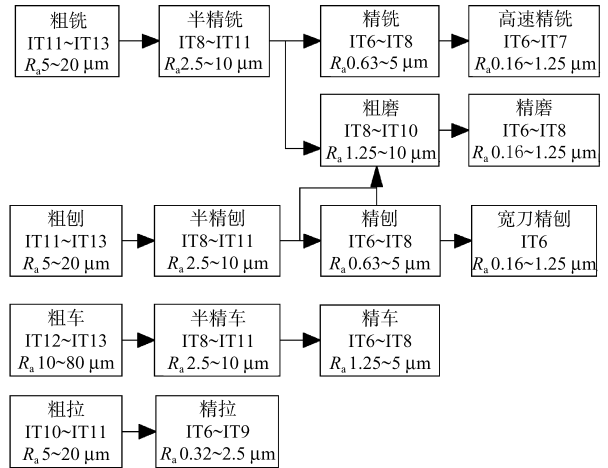 粗铣
IT11~IT13
Ra5~20 μm
半精铣
IT8~IT11
Ra2.5~10 μm
精铣
IT6~IT8
Ra0.63~5 μm
高速精铣
IT6~IT7
Ra0.16~1.25 μm
粗磨
IT8~IT10
Ra1.25~10 μm
精磨
IT6~IT8
Ra0.16~1.25 μm
粗刨
IT11~IT13
Ra5~20 μm
半精刨
IT8~IT11
Ra2.5~10 μm
精刨
IT6~IT8
Ra0.63~5 μm
宽刀精刨
IT6
Ra0.16~1.25 μm
粗车
IT12~IT13
Ra10~80 μm
半精车
IT8~IT11
Ra2.5~10 μm
精车
IT6~IT8
Ra1.25~5 μm
粗拉
IT10~IT11
Ra5~20 μm
精拉
IT6~IT9
Ra0.32~2.5 μm